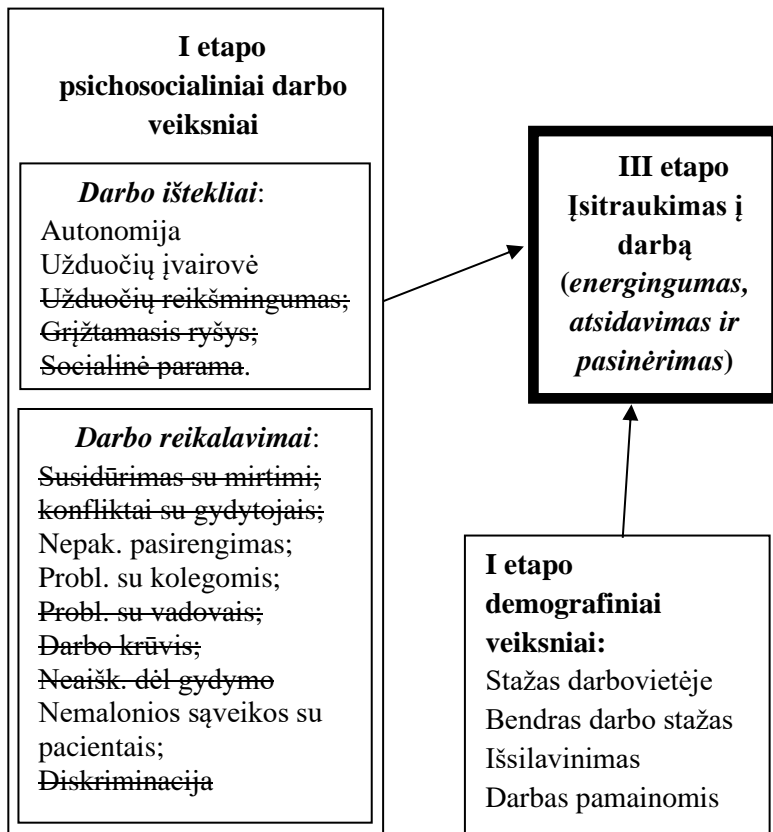 I etapo
psichosocialiniai darbo
veiksniai
Darbo ištekliai:
Autonomija
Užduočių įvairovė
Užduočių reikšmingumas;
Grįžtamasis ryšys;
Socialinė parama.
Darbo reikalavimai:
Susidūrimas su mirtimi;
konfliktai su gydytojais;
Nepak. pasirengimas;
Probl. su kolegomis;
Probl. su vadovais;
Darbo krūvis;
Neaišk. dėl gydymo
Nemalonios sąveikos su
pacientais;
Diskriminacija
III etapo
Įsitraukimas į
darbą
(energingumas,
atsidavimas ir
pasinėrimas)
I etapo
demografiniai
veiksniai:
Stažas darbovietėje
Bendras darbo stažas
Išsilavinimas
Darbas pamainomis